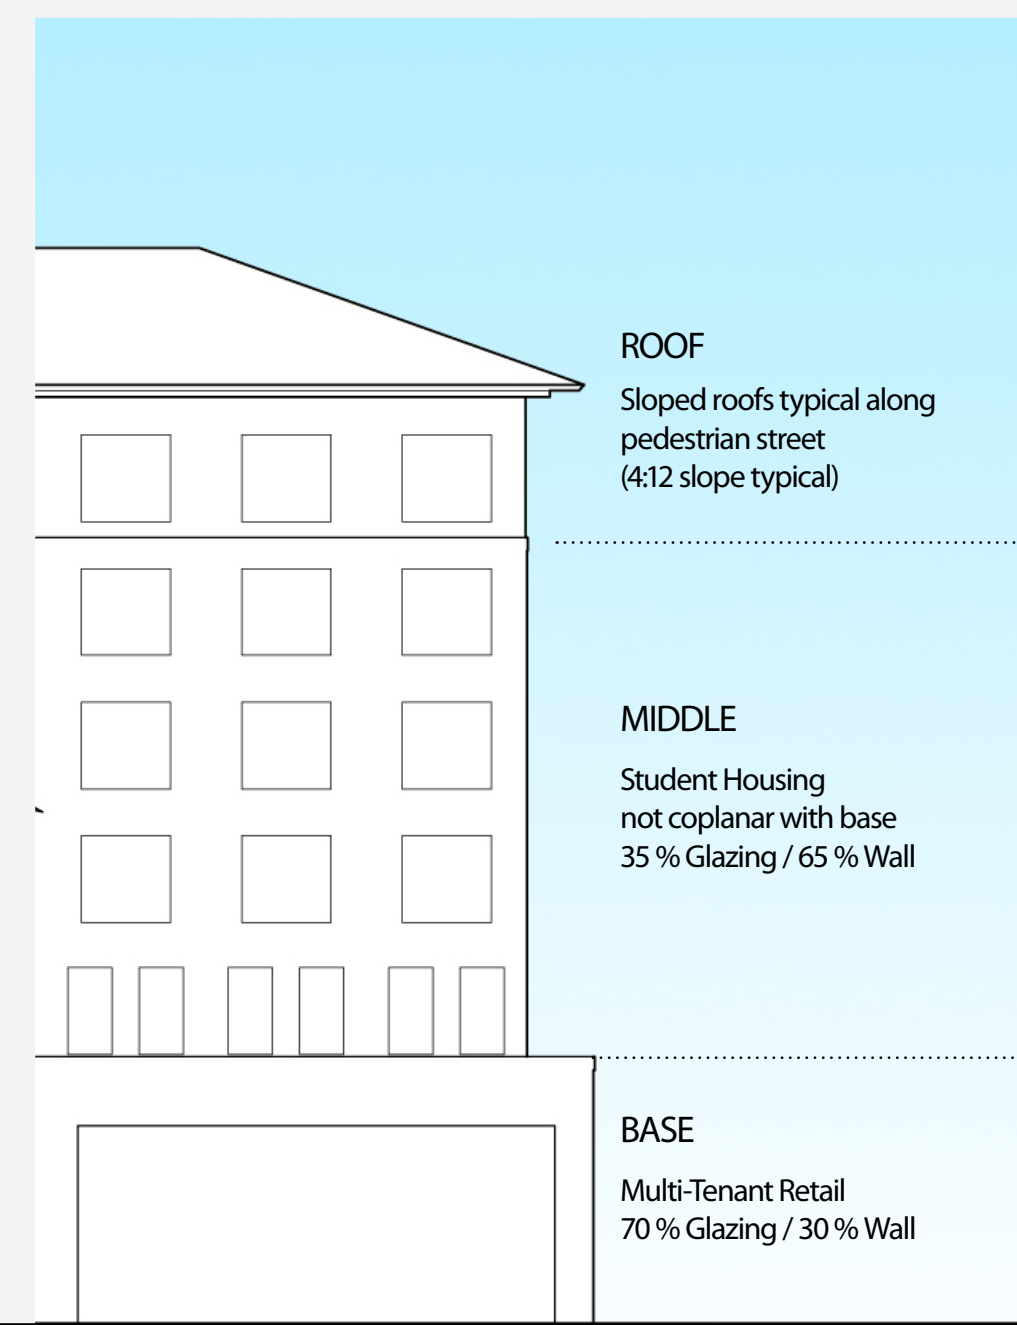 ROOF
Sloped roofs typical along
pedestrian street
(4:12 slope typical)
MIDDLE
Student Housing
not coplanar with base
35 % Glazing / 65 % Wall
BASE
Multi-Tenant Retail
70 % Glazing / 30 % Wall